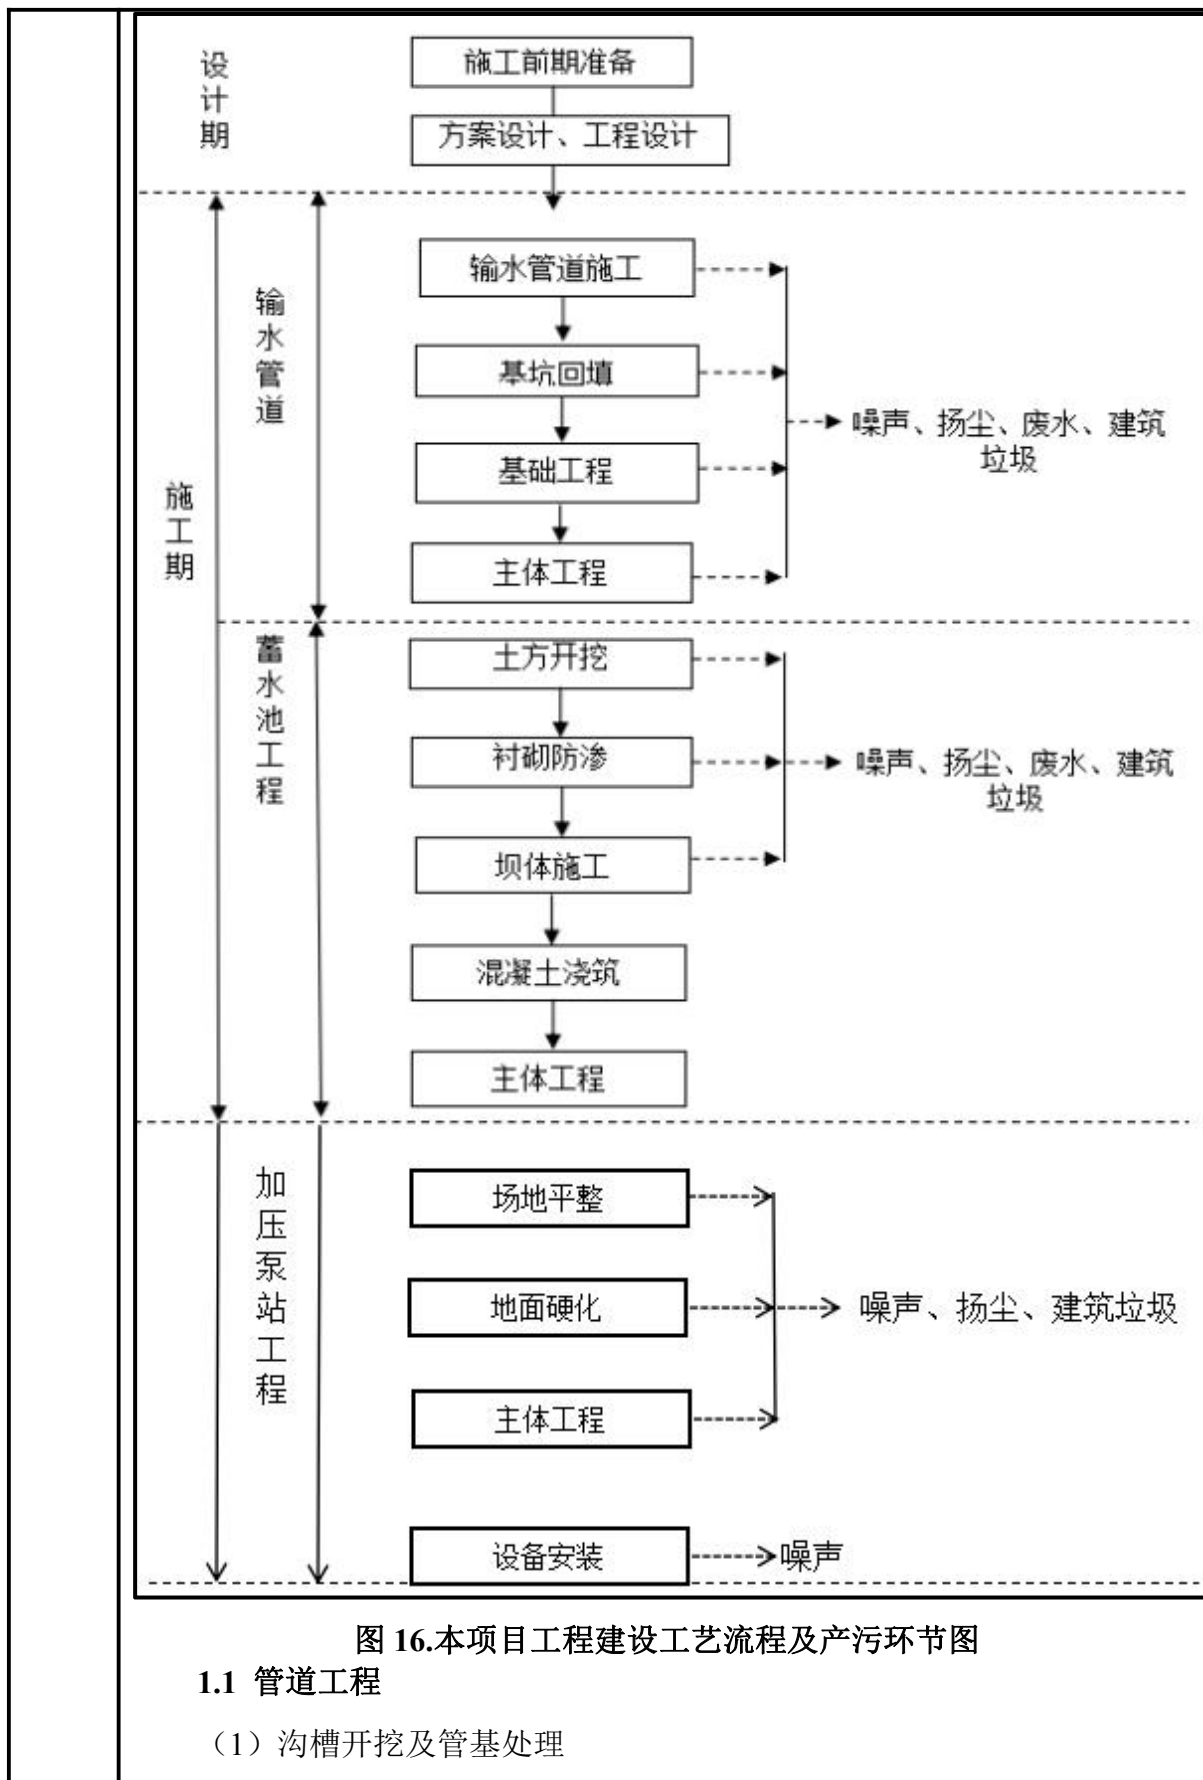 设计期
施工前期准备
方案设计、工程设计
施工期
输水管道
输水管道施工
基坑回填
基础工程
主体工程
噪声、扬尘、废水、建筑
垃圾
蓄水池工程
土方开挖
衬砌防渗
坝体施工
混凝土浇筑
主体工程
噪声、扬尘、废水、建筑
垃圾
加压泵站工程
场地平整
地面硬化
主体工程
噪声、扬尘、建筑垃圾
设备安装
噪声
图 16.本项目工程建设工艺流程及产污环节图
1.1 管道工程
（1）沟槽开挖及管基处理